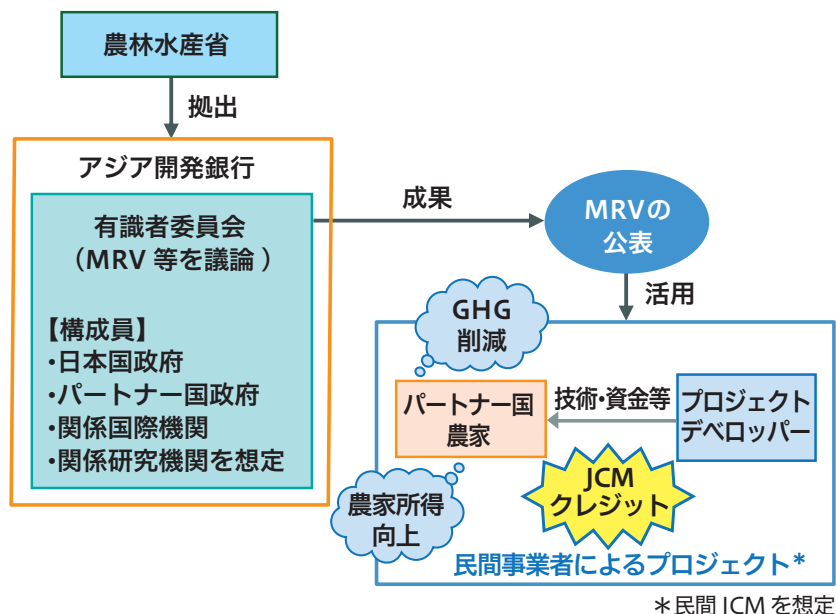 農林水産省
拠出
アジア開発銀行
有識者委員会
（MRV 等を議論 ）
【構成員】
・日本国政府
・パートナー国政府
・関係国際機関
・関係研究機関を想定
成果
MRVの
公表
活用
GHG
削減
パートナー国
農家
技術・資金等
プロジェクト
デベロッパー
JCM
クレジット
農家所得
向上
民間事業者によるプロジェクト*
＊民間 JCM を想定